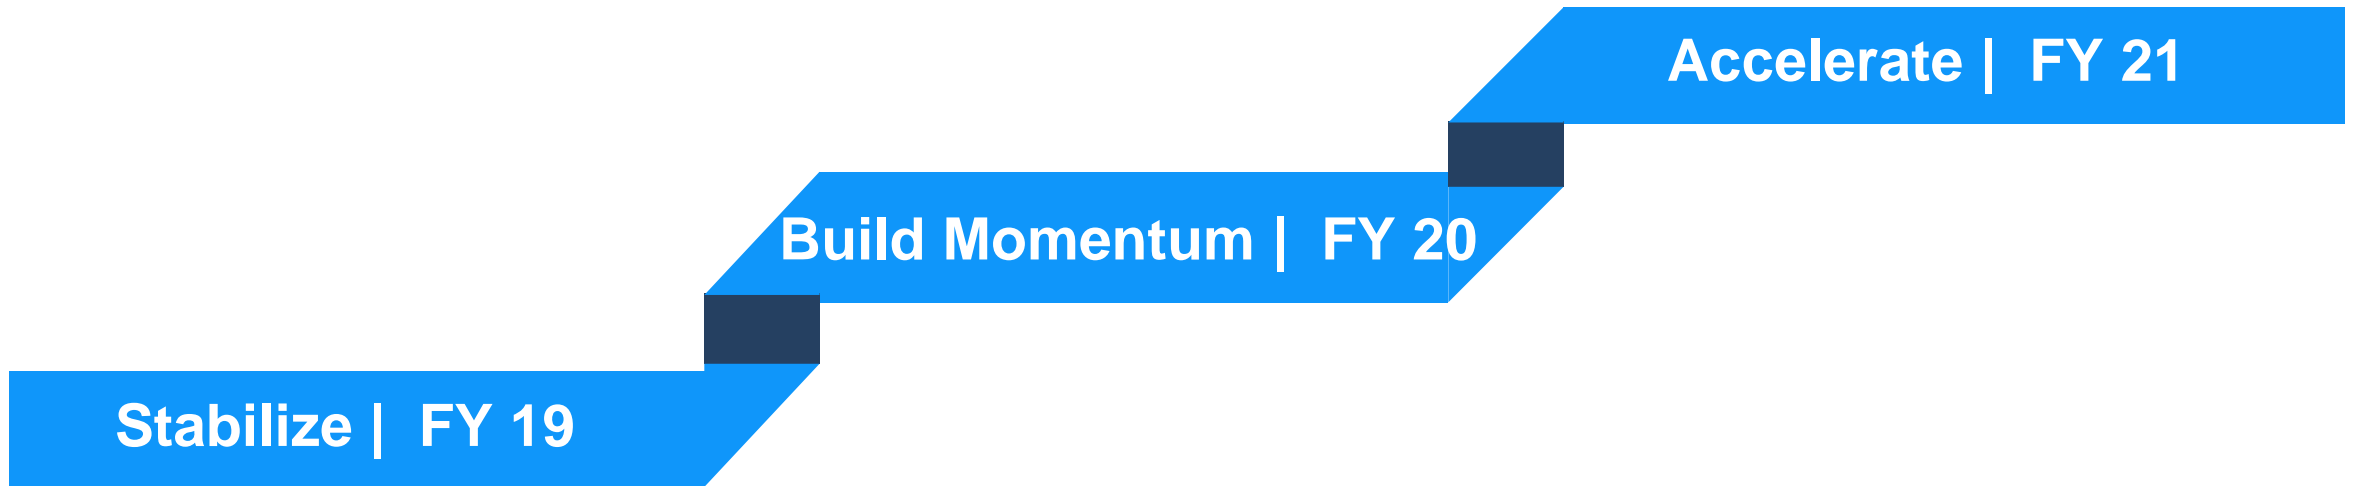 Accelerate | FY 21
Build Momentum | FY 20
Stabilize | FY 19